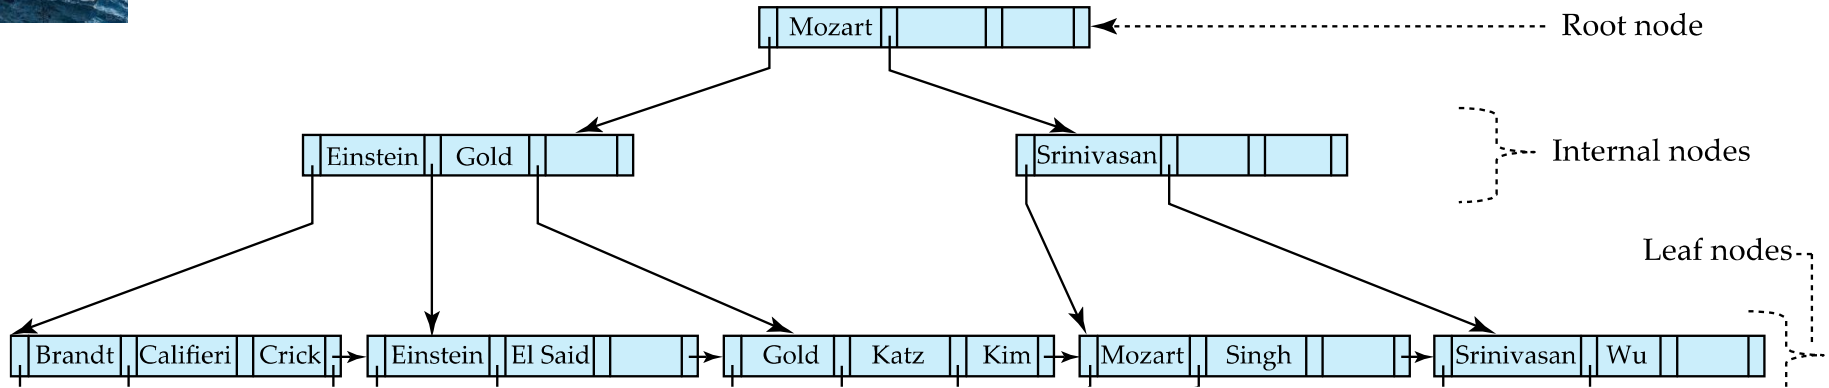 Mozart
Root node
Einstein Gold
Srinivasan
Internal nodes
Leaf nodes
Brandt Califieri Crick Einstein El Said Gold Katz Kim Mozart Singh Srinivasan Wu